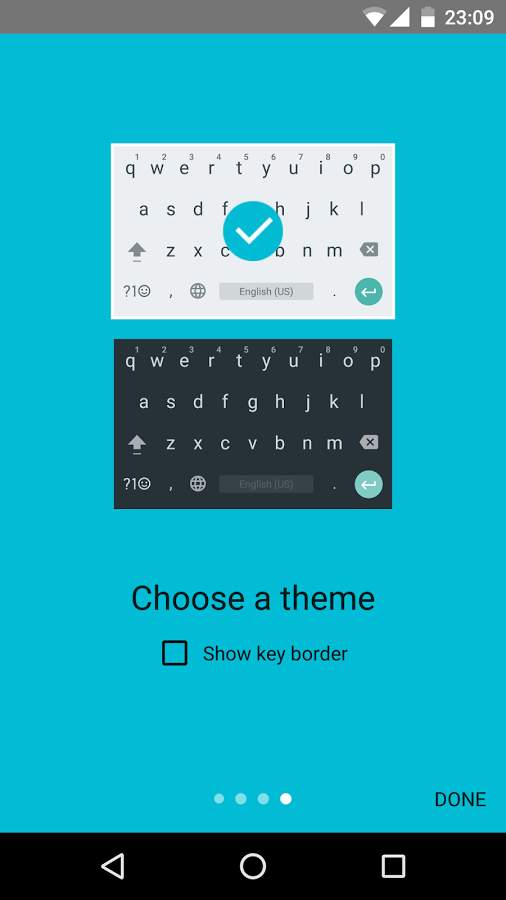 23:09
1 2 3 4 5 6 7 8 9 0
q w e r t y u i o p
a s d f h j k l
z x c b n m
?1☺ , English (US) .
1 2 3 4 5 6 7 8 9 0
q w e r t y u i o p
a s d f g h j k l
z x c v b n m
?1☺ , English (US) .
Choose a theme
Show key border
DONE